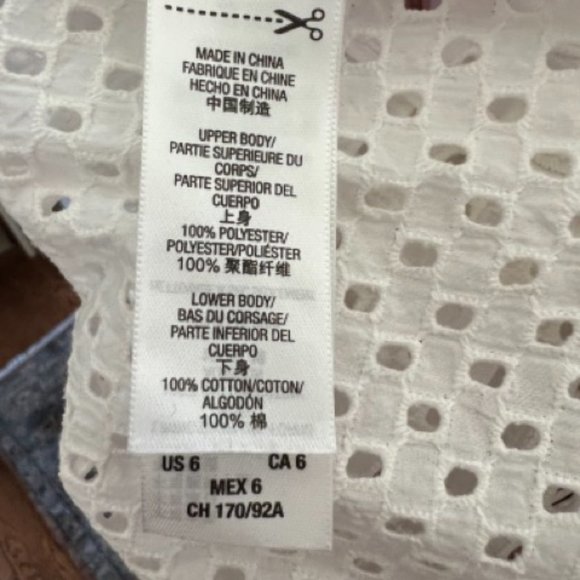 MADE IN CHINA
FABRIQUE EN CHINE
HECHO EN CHINA
中国制造
UPPER BODY/
PARTIE SUPERIEURE DU
CORPS/
PARTE SUPERIOR DEL
CUERPO
上身
100% POLYESTER/
POLYESTER/POLIÉSTER
100% 聚酯纤维
LOWER BODY/
BAS DU CORSAGE/
PARTE INFERIOR DEL
CUERPO
下身
100% COTTON/COTON/
ALGODÓN
100% 棉
US 6 CA 6
MEX 6
CH 170/92A